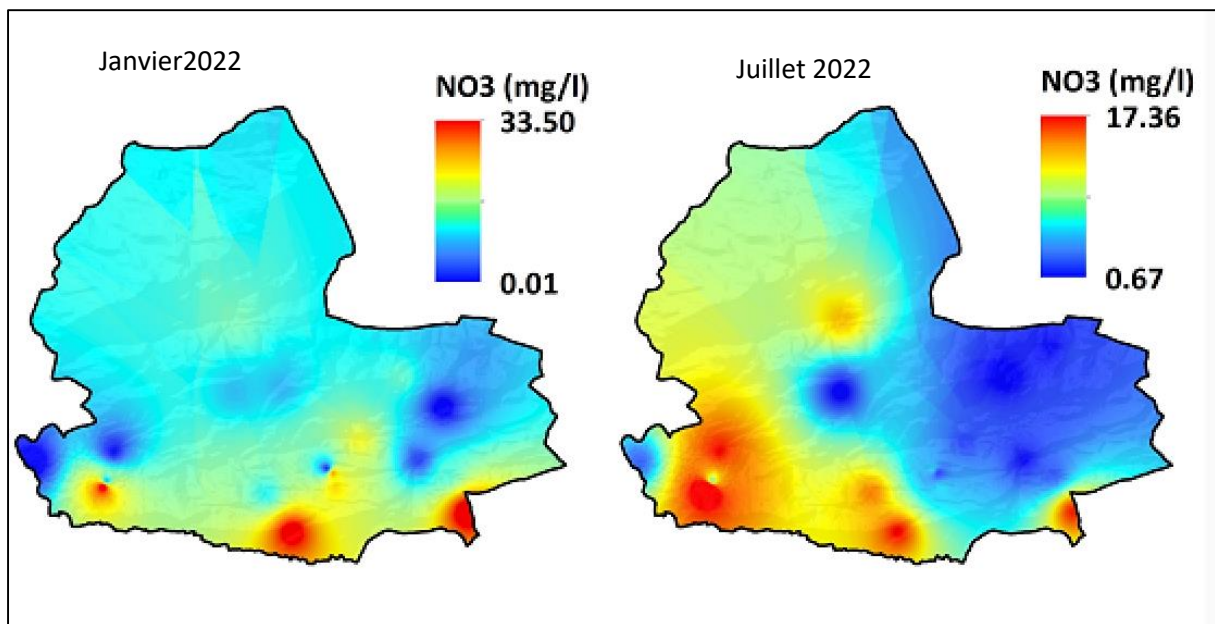 Janvier2022
NO3 (mg/l)
33.50
0.01
Juillet 2022
NO3 (mg/l)
17.36
0.67